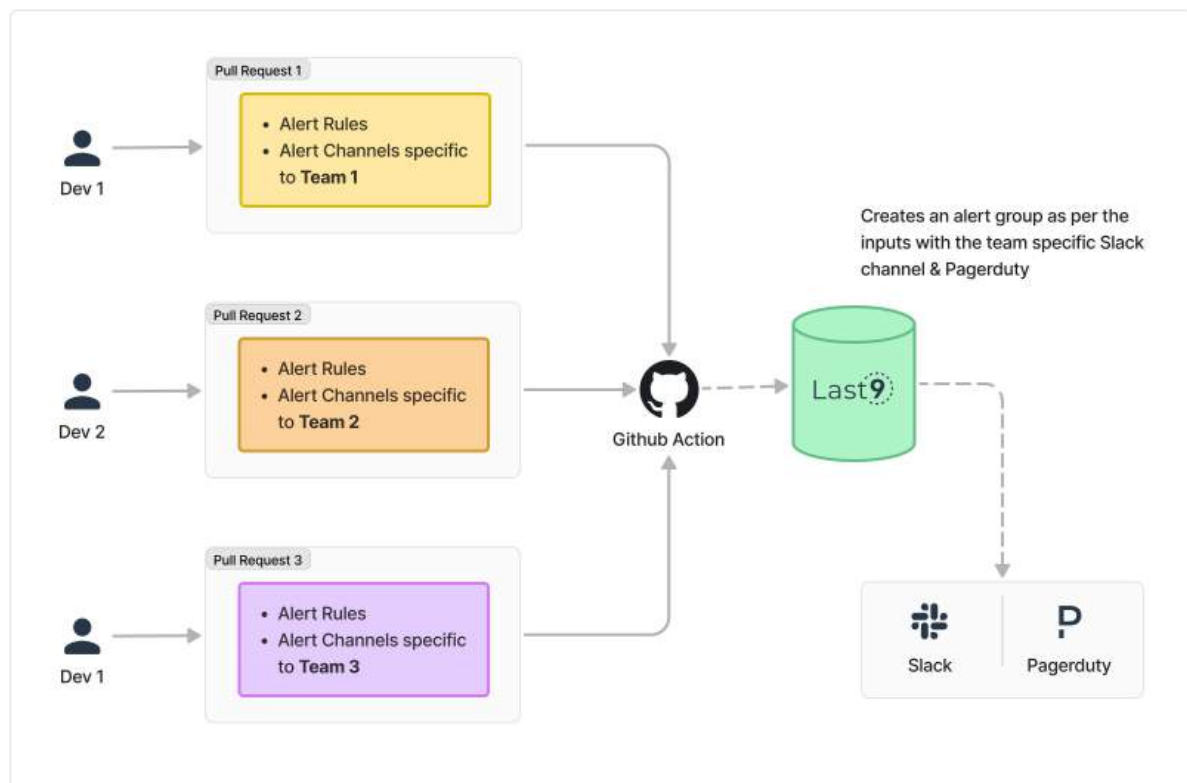 Pull Request 1
• Alert Rules
• Alert Channels specific
to Team 1
Dev 1
Creates an alert group as per the
inputs with the team specific Slack
channel & Pagerduty
Pull Request 2
• Alert Rules
• Alert Channels specific
to Team 2
Dev 2
Github Action
Last9
Pull Request 3
• Alert Rules
• Alert Channels specific
to Team 3
Dev 1
Slack
Pagerduty